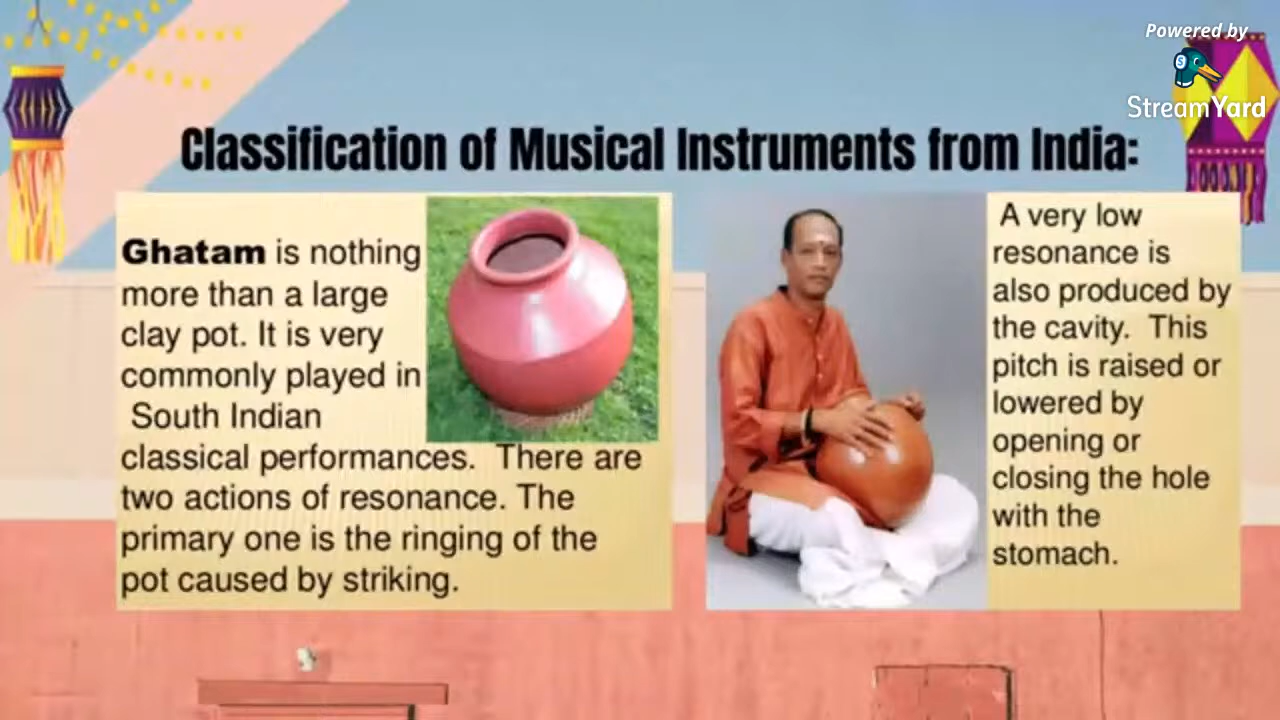 Powered by
StreamYard
Classification of Musical Instruments from India:
Ghatam is nothing
more than a large
clay pot. It is very
commonly played in
South Indian
classical performances. There are
two actions of resonance. The
primary one is the ringing of the
pot caused by striking.
A very low
resonance is
also produced by
the cavity. This
pitch is raised or
lowered by
opening or
closing the hole
with the
stomach.